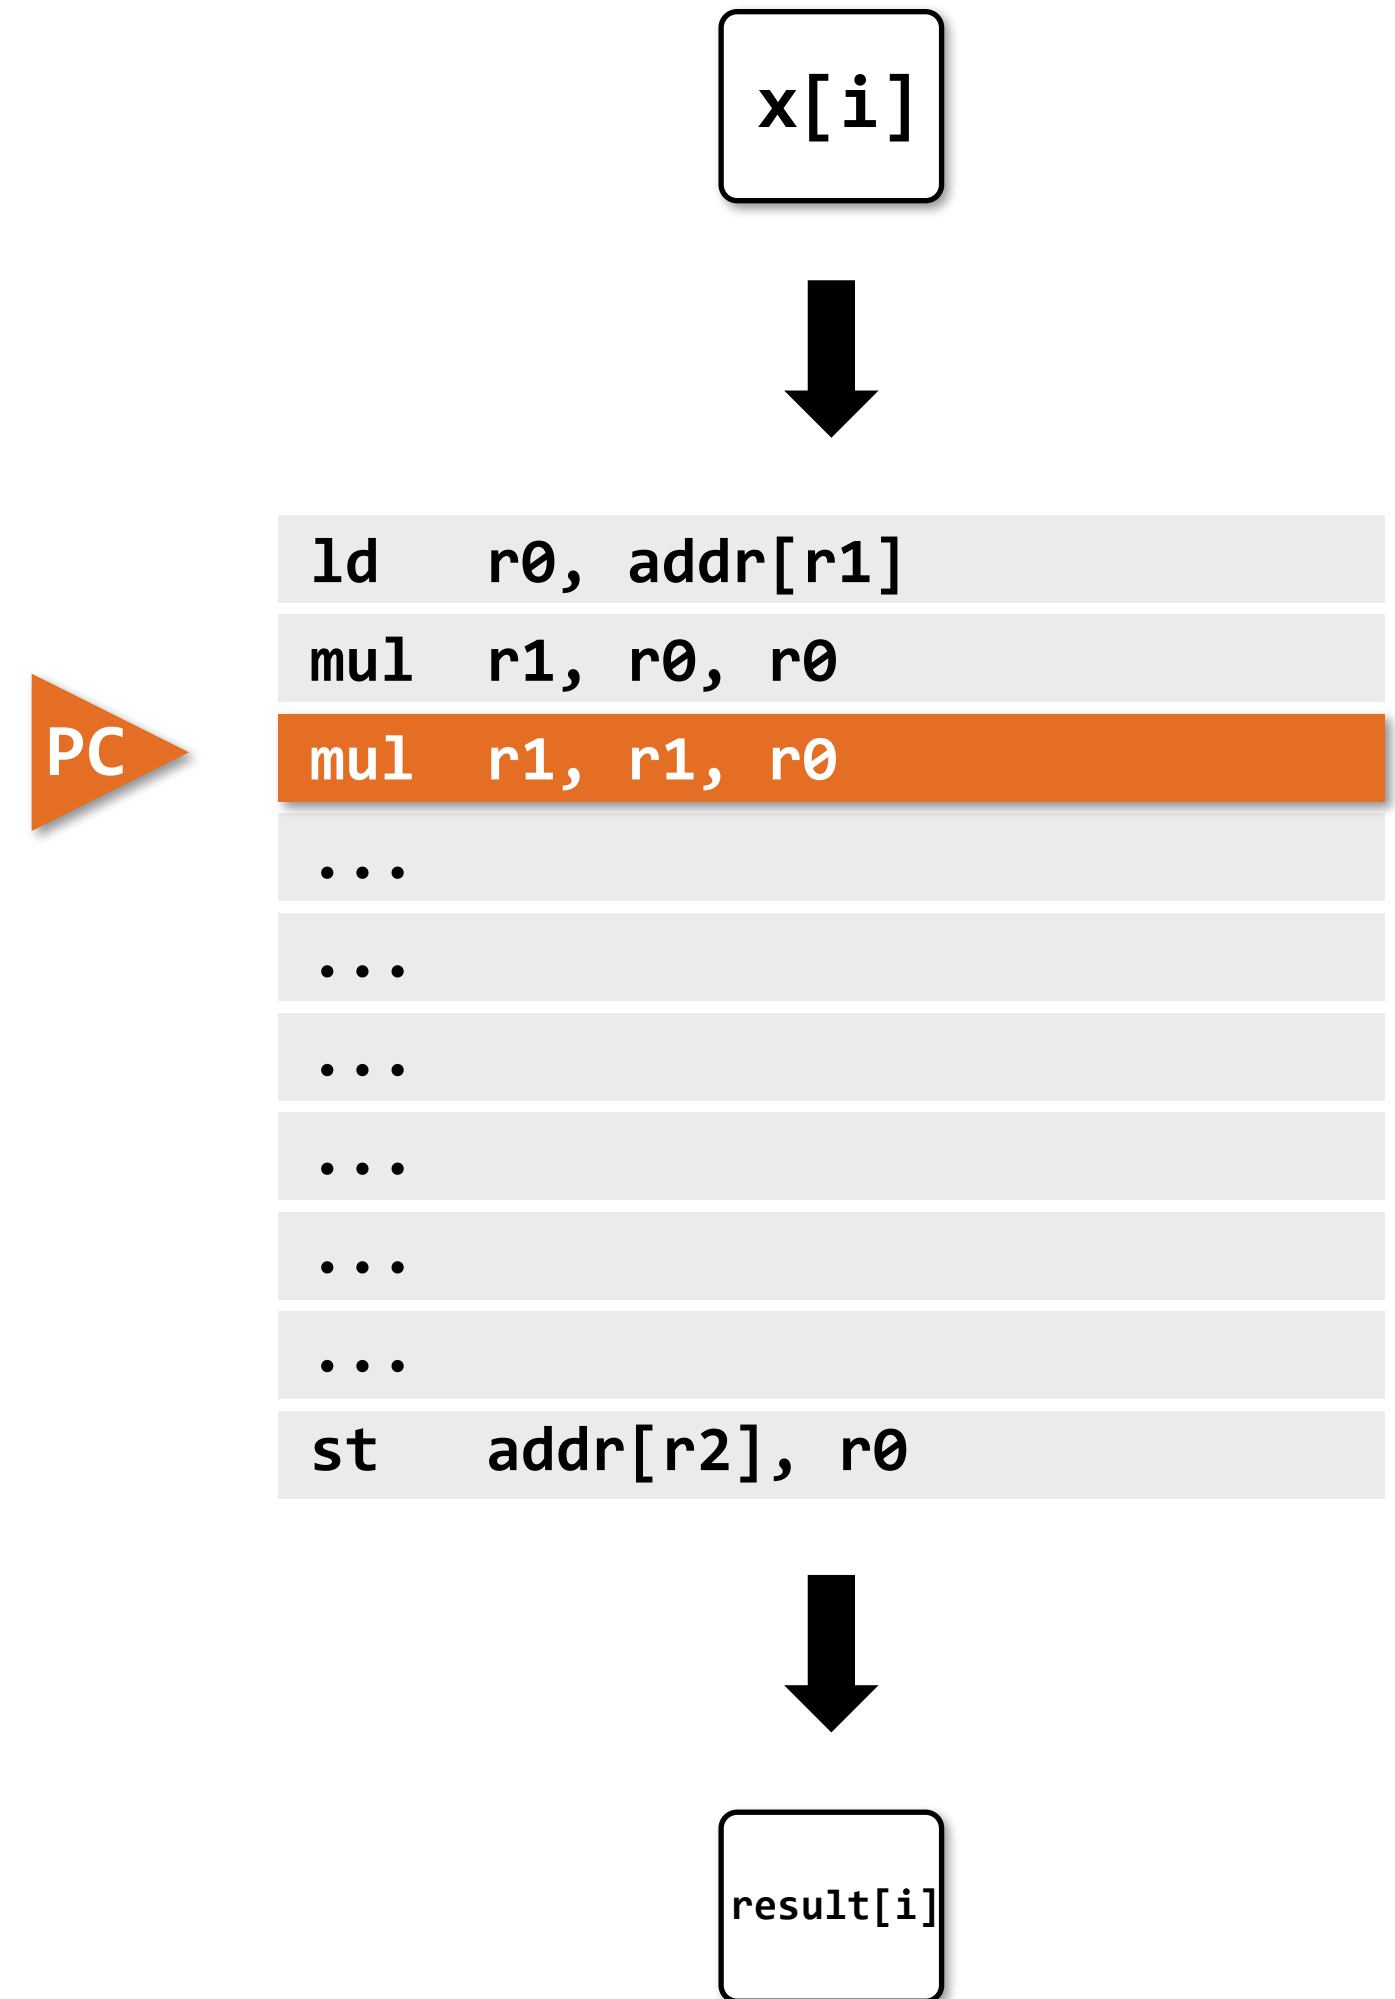 x[i]
ld r0, addr[r1]
mul r1, r0, r0
PC
mul r1, r1, r0
...
...
...
...
...
...
st addr[r2], r0
result[i]